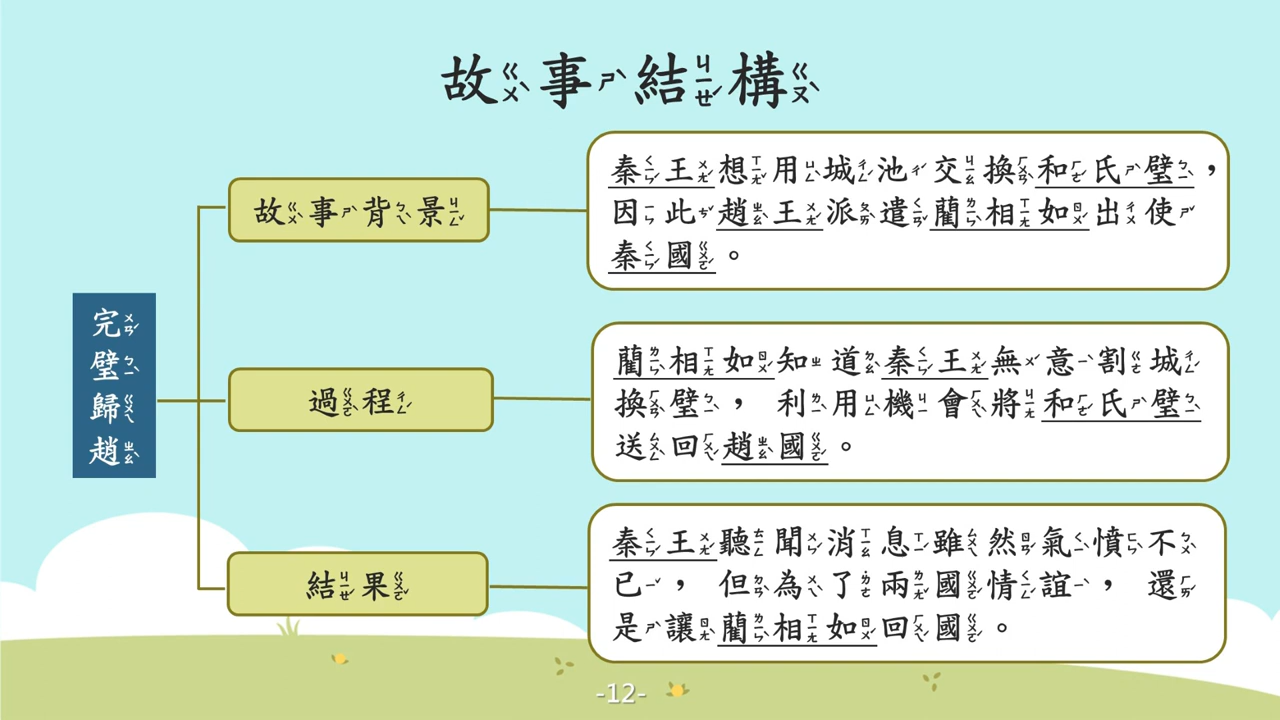 故事結構
完璧歸趙
故事背景
秦王想用城池交換和氏璧，
因此趙王派遣藺相如出使
秦國。
過程
藺相如知道秦王無意割城
換璧，利用機會將和氏璧
送回趙國。
結果
秦王聽聞消息雖然氣憤不
已，但為了兩國情誼，還
是讓藺相如回國。
-12-